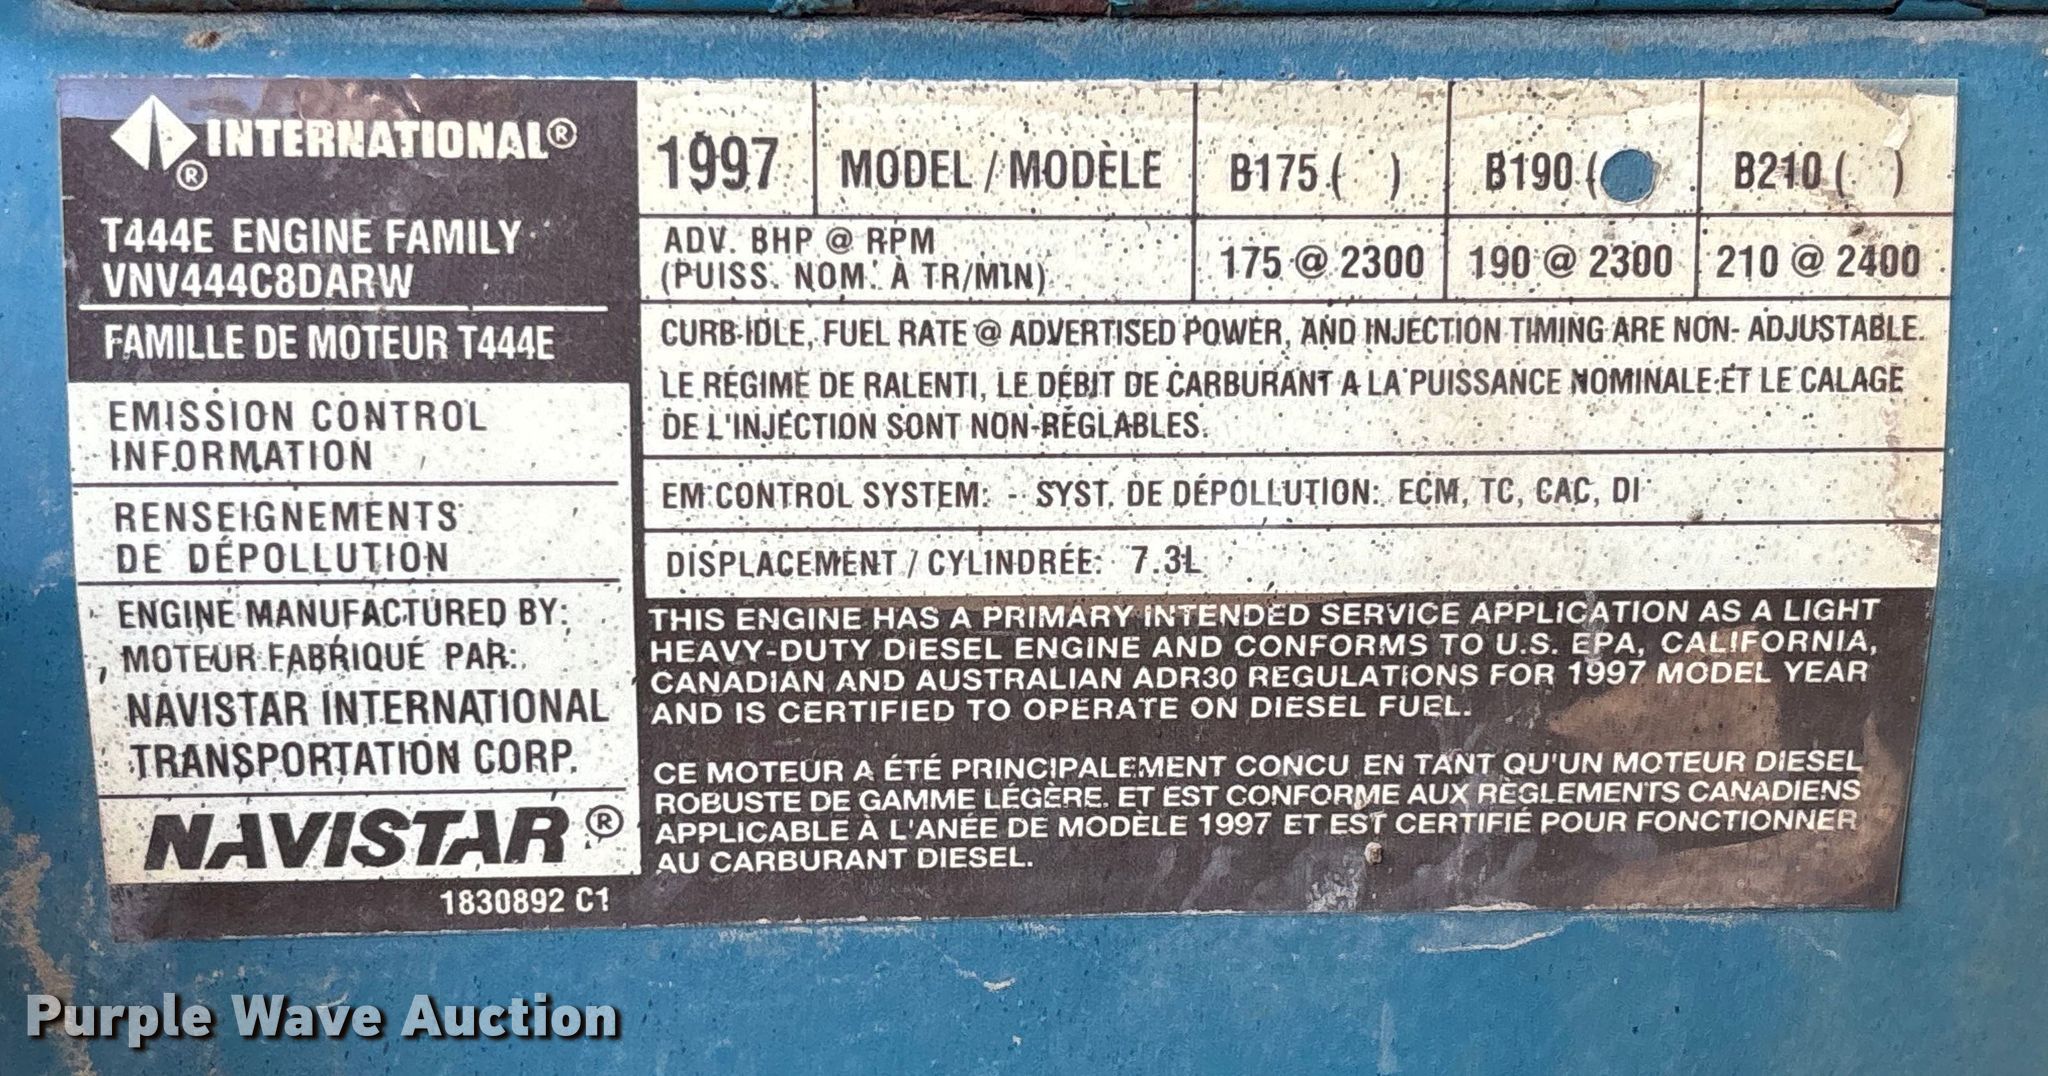 INTERNATIONAL®
®
T444E ENGINE FAMILY
VNV444C8DARW
FAMILLE DE MOTEUR T444E
EMISSION CONTROL
INFORMATION
RENSEIGNEMENTS
DE DÉPOLLUTION
ENGINE MANUFACTURED BY:
MOTEUR FABRIQUÉ PAR:
NAVISTAR INTERNATIONAL
TRANSPORTATION CORP.
NAVISTAR®
1830892 C1
1997 MODEL / MODÈLE B175 ( ) B190 ( B210 ( )
ADV. BHP @ RPM
(PUISS. NOM. À TR/MIN) 175 @ 2300 190 @ 2300 210 @ 2400
CURB-IDLE, FUEL RATE @ ADVERTISED POWER, AND INJECTION TIMING ARE NON- ADJUSTABLE.
LE RÉGIME DE RALENTI, LE DÉBIT DE CARBURANT A LA PUISSANCE NOMINALE ET LE CALAGE
DE L'INJECTION SONT NON-RÉGLABLES.
EM CONTROL SYSTEM: - SYST. DE DÉPOLLUTION: ECM, TC, CAC, DI
DISPLACEMENT / CYLINDRÉE: 7.3L
THIS ENGINE HAS A PRIMARY INTENDED SERVICE APPLICATION AS A LIGHT
HEAVY-DUTY DIESEL ENGINE AND CONFORMS TO U.S. EPA, CALIFORNIA,
CANADIAN AND AUSTRALIAN ADR30 REGULATIONS FOR 1997 MODEL YEAR
AND IS CERTIFIED TO OPERATE ON DIESEL FUEL.
CE MOTEUR A ÉTÉ PRINCIPALEMENT CONCU EN TANT QU'UN MOTEUR DIESEL
ROBUSTE DE GAMME LÉGÈRE. ET EST CONFORME AUX RÈGLEMENTS CANADIENS
APPLICABLE À L'ANÉE DE MODÈLE 1997 ET EST CERTIFIÉ POUR FONCTIONNER
AU CARBURANT DIESEL.
Purple Wave Auction